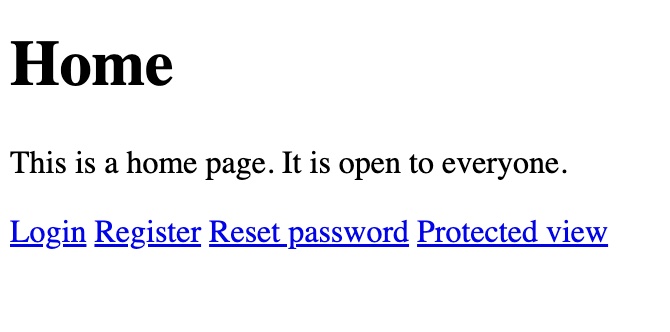 Home
This is a home page. It is open to everyone.
Login Register Reset password Protected view